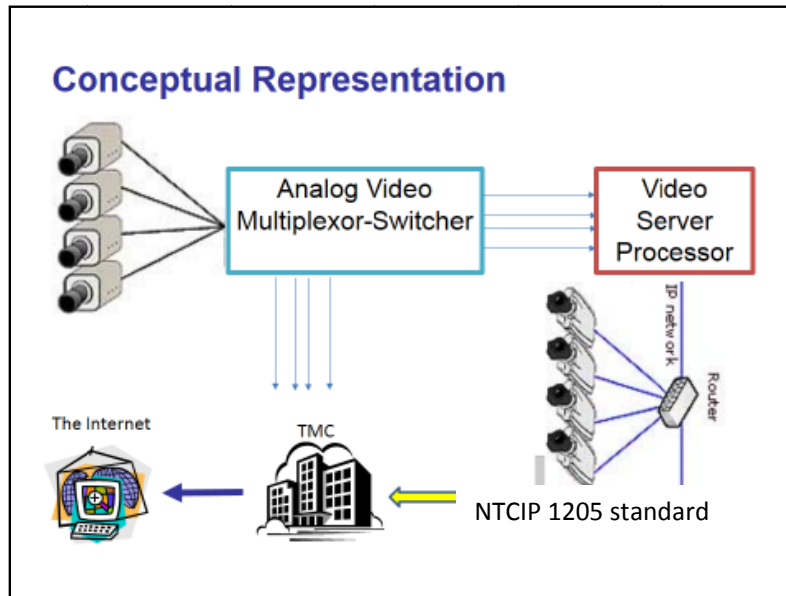 Conceptual Representation
Analog Video
Multiplexor-Switcher
Video
Server
Processor
IP network
Router
The Internet
TMC
NTCIP 1205 standard